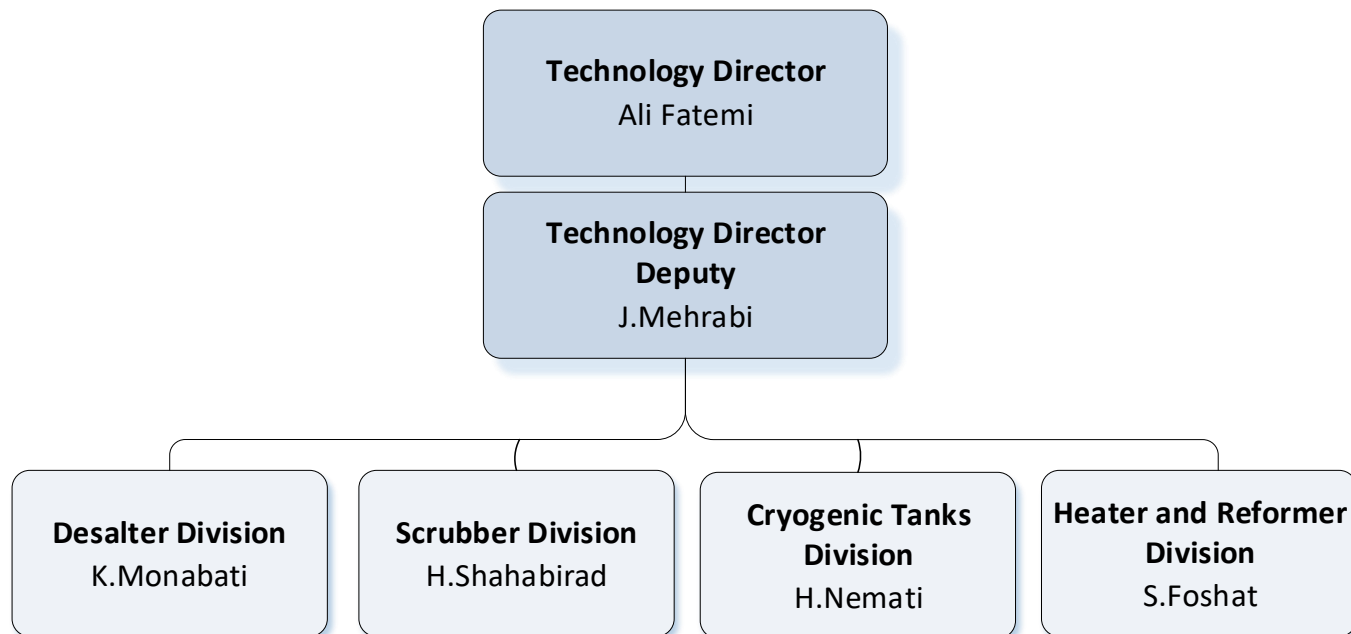 Technology Director
Ali Fatemi
Technology Director
Deputy
J.Mehrabi
Desalter Division
K.Monabati
Scrubber Division
H.Shahabirad
Cryogenic Tanks
Division
H.Nemati
Heater and Reformer
Division
S.Foshat